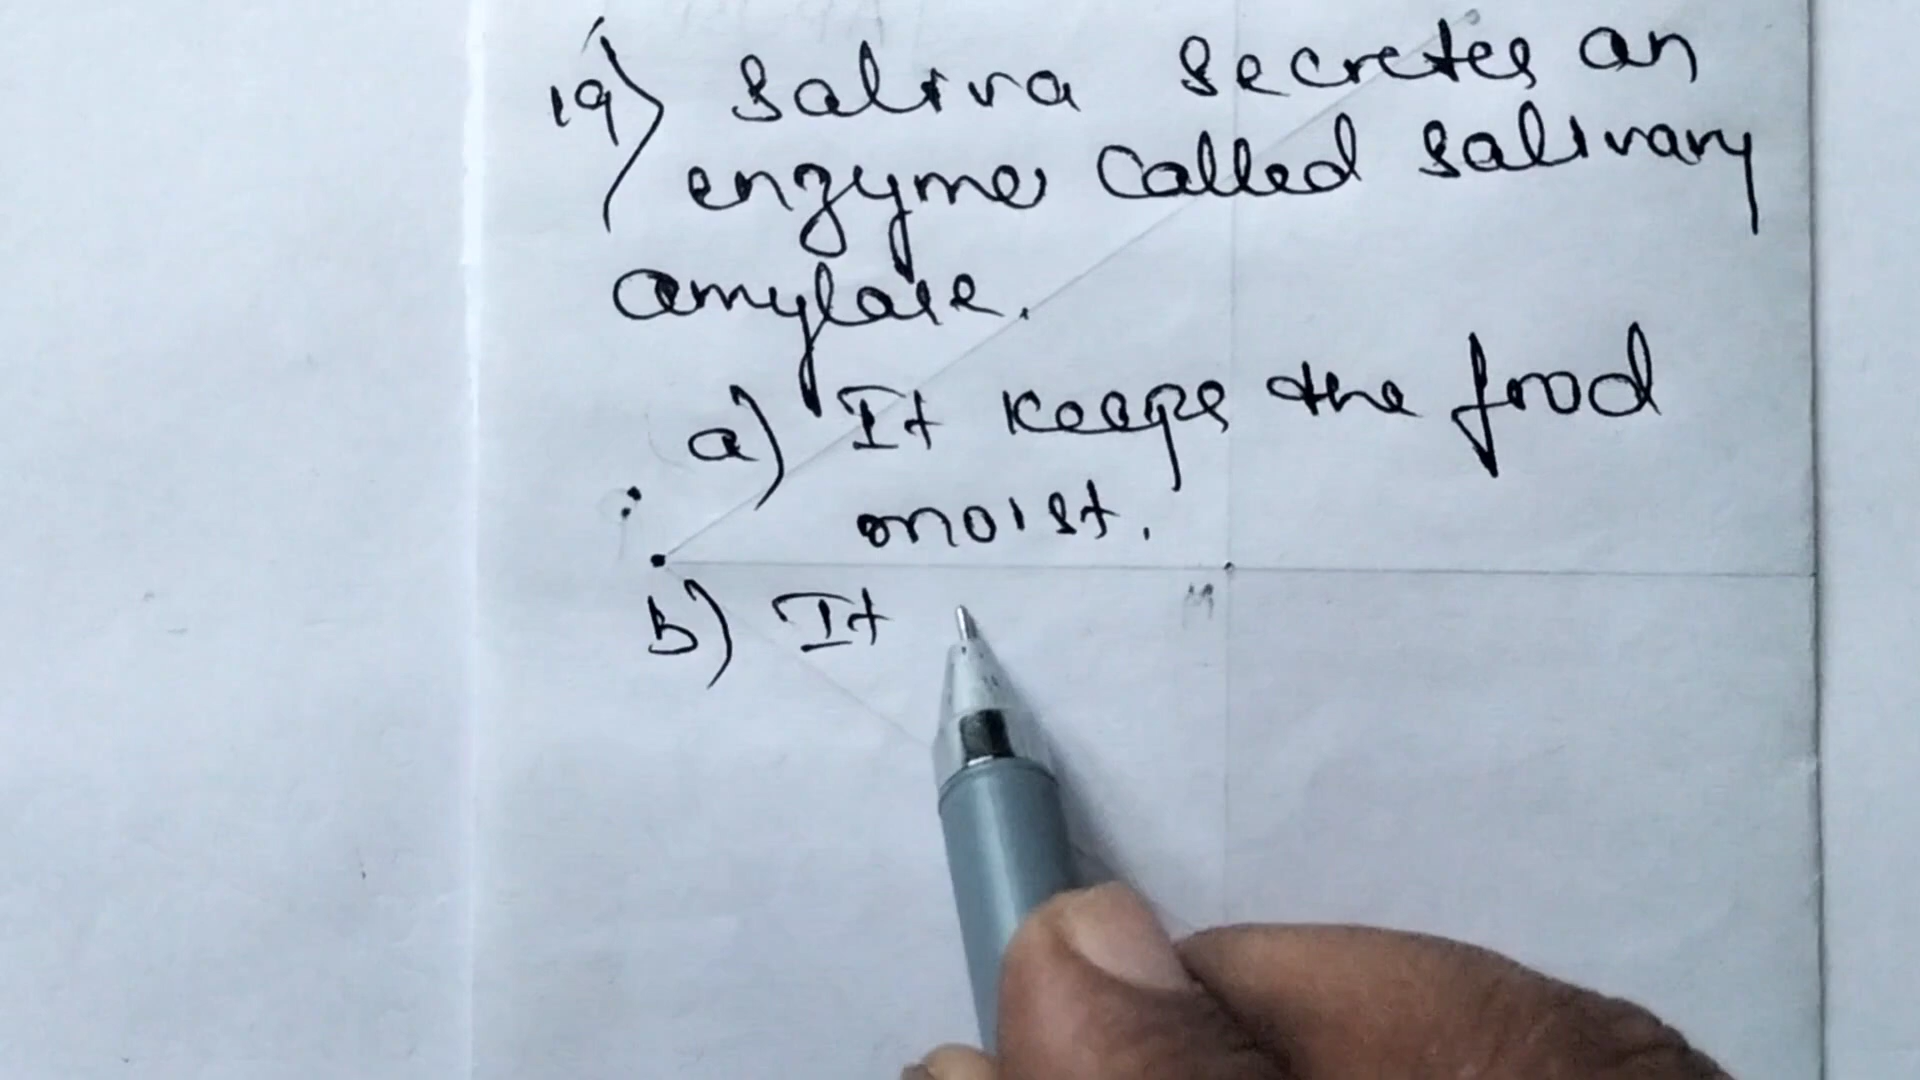 19) Saliva secretes an
enzyme called salivary
amylase.
a) It keeps the food
moist.
M
b) It